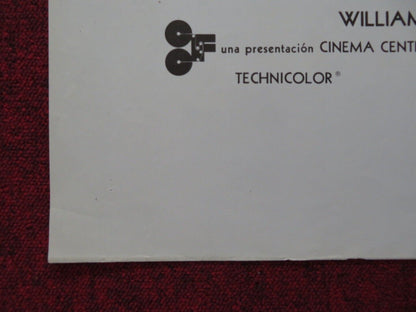 WILLIAM
una presentación CINEMA CENT
TECHNICOLOR®